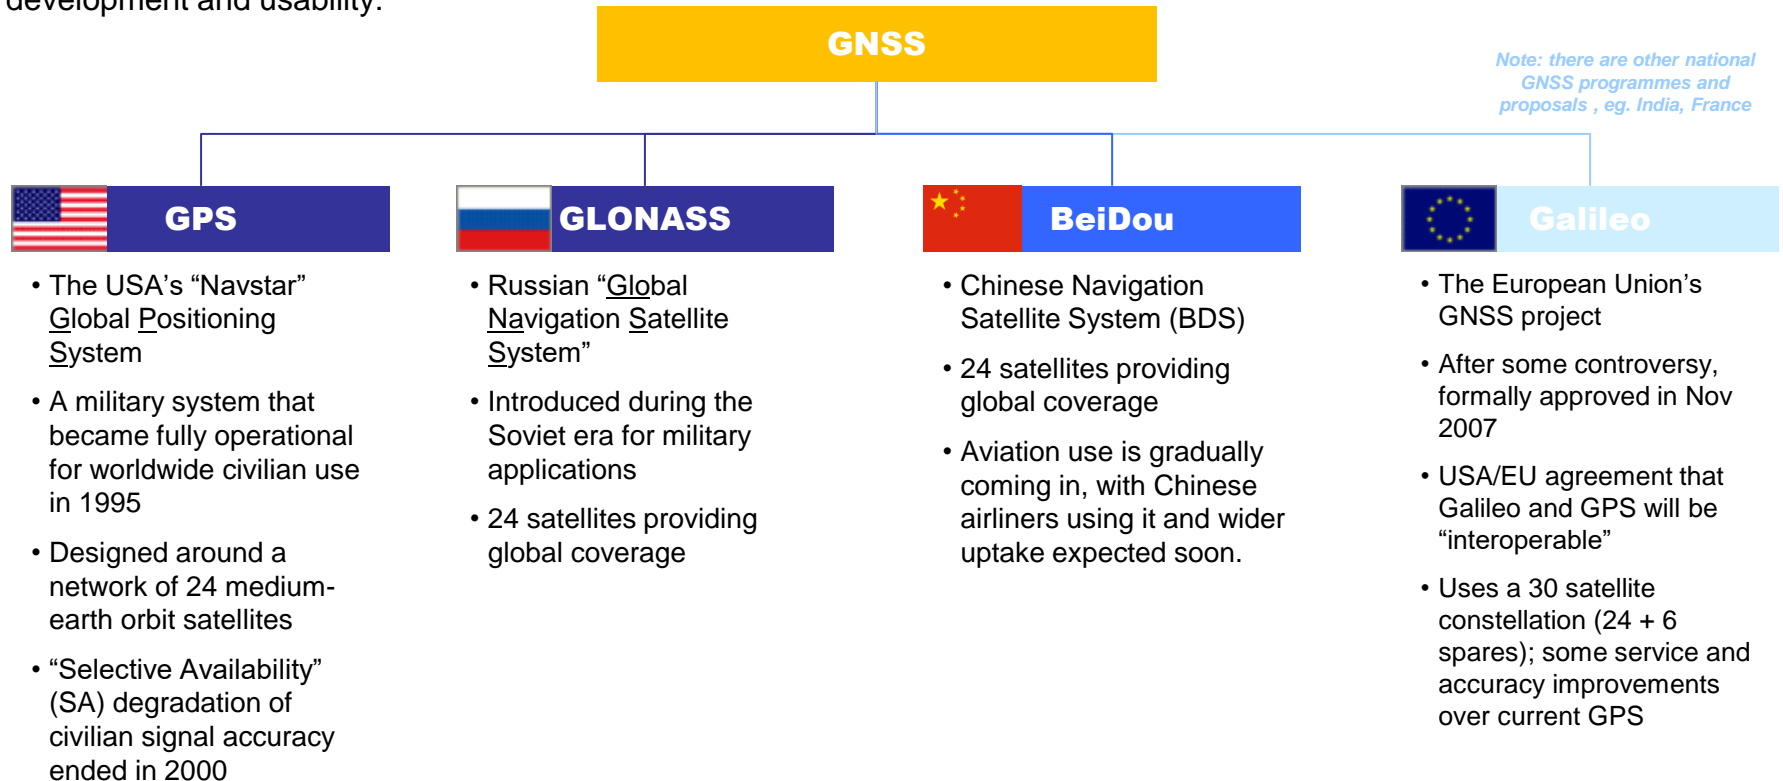 development and usability.
GNSS
Note: there are other national
GNSS programmes and
proposals , eg. India, France
GPS
• The USA’s “Navstar”
Global Positioning
System
• A military system that
became fully operational
for worldwide civilian use
in 1995
• Designed around a
network of 24 medium-
earth orbit satellites
• “Selective Availability”
(SA) degradation of
civilian signal accuracy
ended in 2000
GLONASS
• Russian “Global
Navigation Satellite
System”
• Introduced during the
Soviet era for military
applications
• 24 satellites providing
global coverage
BeiDou
• Chinese Navigation
Satellite System (BDS)
• 24 satellites providing
global coverage
• Aviation use is gradually
coming in, with Chinese
airliners using it and wider
uptake expected soon.
Galileo
• The European Union’s
GNSS project
• After some controversy,
formally approved in Nov
2007
• USA/EU agreement that
Galileo and GPS will be
“interoperable”
• Uses a 30 satellite
constellation (24 + 6
spares); some service and
accuracy improvements
over current GPS